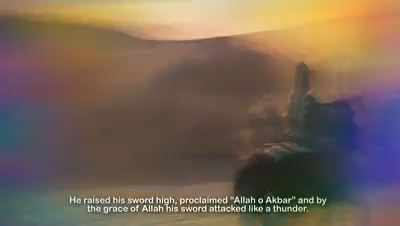 He raised his sword high, proclaimed "Allah o Akbar" and by
the grace of Allah his sword attacked like a thunder.